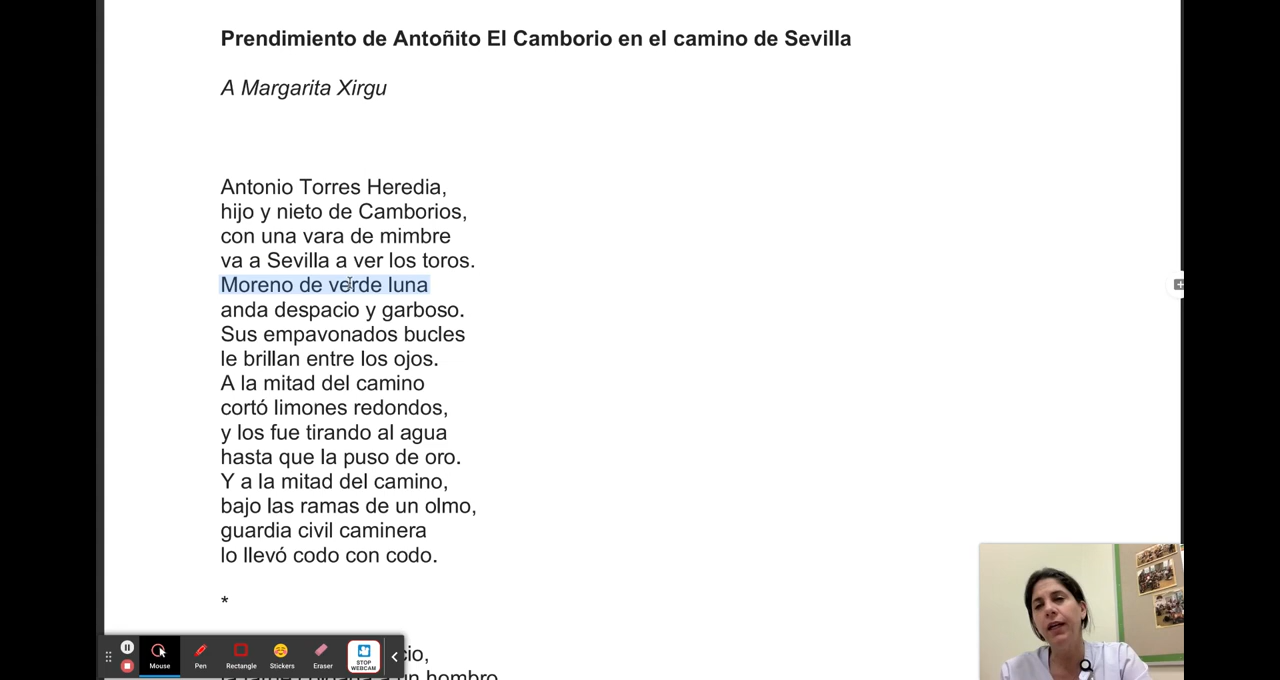 Prendimiento de Antoñito El Camborio en el camino de Sevilla
A Margarita Xirgu
Antonio Torres Heredia,
hijo y nieto de Camborios,
con una vara de mimbre
va a Sevilla a ver los toros.
Moreno de verde luna
anda despacio y garboso.
Sus empavonados bucles
le brillan entre los ojos.
A la mitad del camino
cortó limones redondos,
y los fue tirando al agua
hasta que la puso de oro.
Y a la mitad del camino,
bajo las ramas de un olmo,
guardia civil caminera
lo llevó codo con codo.
*
cio,
un hombro
Mouse
Pen
Rectangle
Stickers
Eraser
STOP WEBCAM